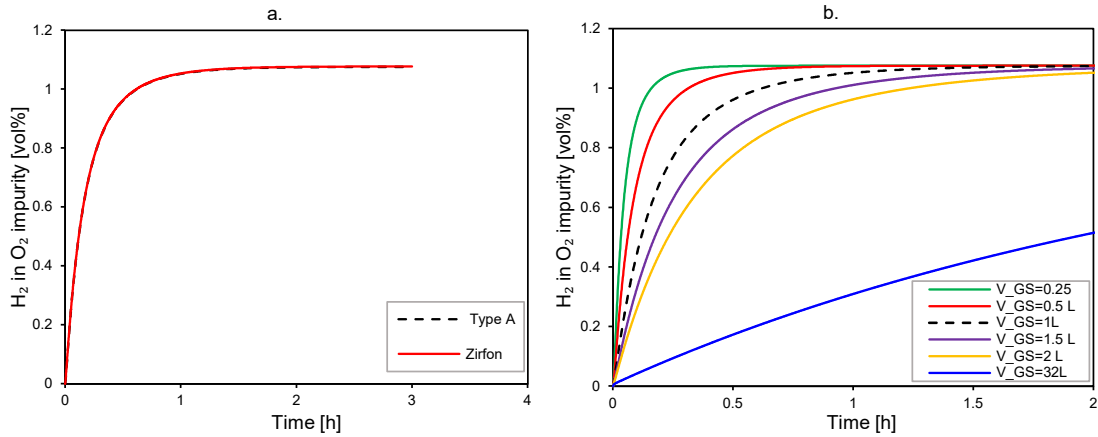 a.
H₂ in O₂ impurity [vol%]
1.2
1
0.8
0.6
0.4
0.2
0
0
1
2
3
4
Time [h]
Type A
Zirfon
b.
H₂ in O₂ impurity [vol%]
1.2
1
0.8
0.6
0.4
0.2
0
0
0.5
1
1.5
2
Time [h]
V_GS=0.25
V_GS=0.5 L
V_GS=1L
V_GS=1.5 L
V_GS=2 L
V_GS=32L